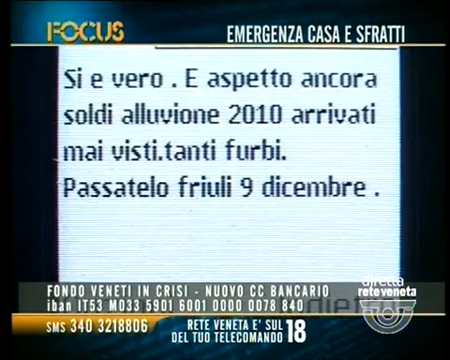 FOCUS
EMERGENZA CASA E SFRATTI
Si e vero . E aspetto ancora
soldi alluvione 2010 arrivati
mai visti.tanti furbi.
Passatelo friuli 9 dicembre .
diretta
reteveneta
FONDO VENETI IN CRISI - NUOVO CC BANCARIO
iban IT53 M033 5901 6001 0000 0078 840
SMS 340 3218806
RETE VENETA E' SUL
DEL TUO TELECOMANDO 18